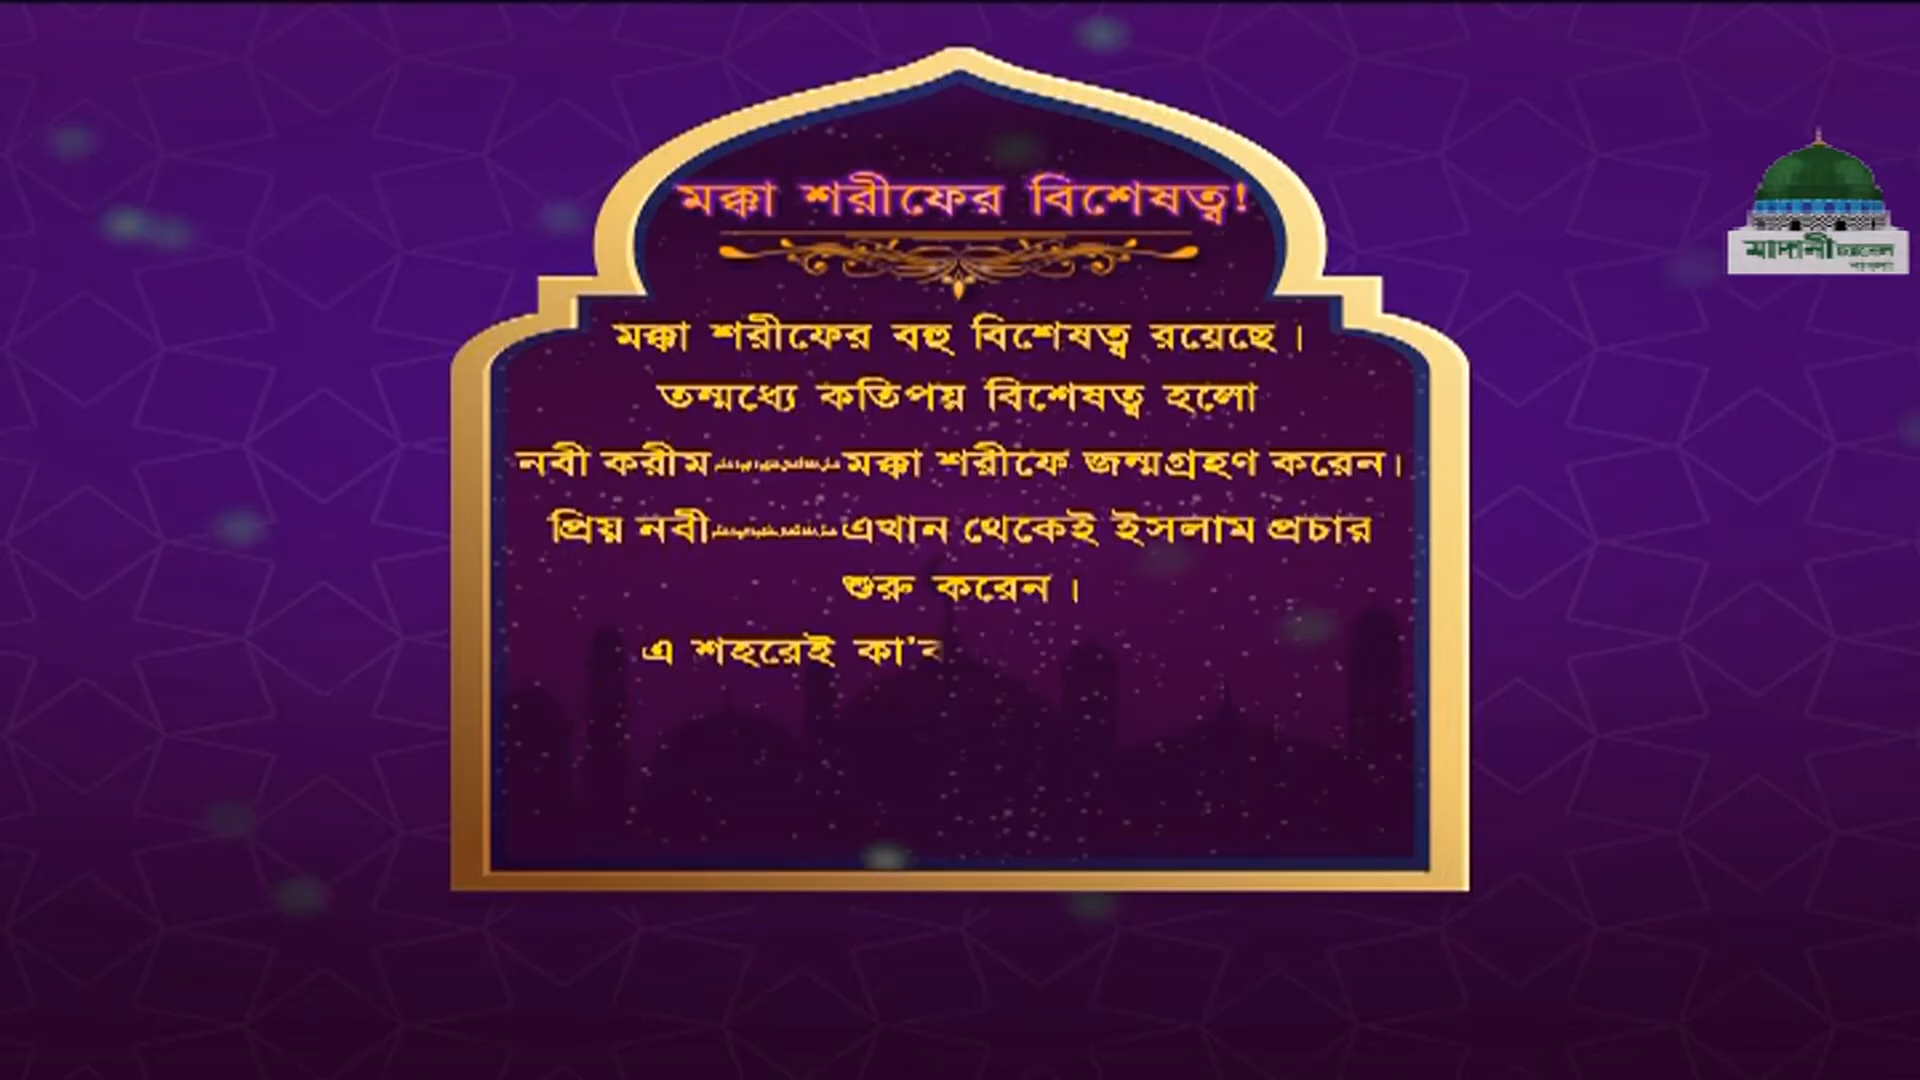 মক্কা শরীফের বিশেষত্ব!
মক্কা শরীফের বহু বিশেষত্ব রয়েছে।
তন্মধ্যে কতিপয় বিশেষত্ব হলো
নবী করীম মক্কা শরীফে জন্মগ্রহণ করেন।
প্রিয় নবী এখান থেকেই ইসলাম প্রচার
শুরু করেন।
এ শহরেই কা'ব
মাদানী চ্যানেল
বাংলা